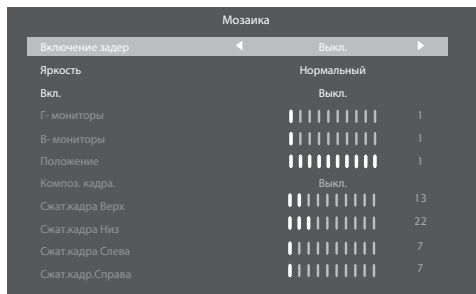 Мозаика
Включение задер Выкл.
Яркость Нормальный
Вкл. Выкл.
Г- мониторы 1
В- мониторы 1
Положение 1
Композ. кадра. Выкл.
Сжат.кадра Верх 13
Сжат.кадра Низ 22
Сжат.кадра Слева 7
Сжат.кадр.Справа 7